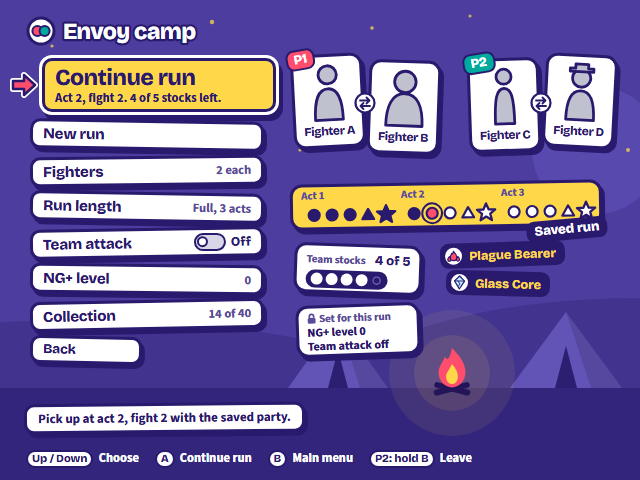 Envoy camp
Continue run
Act 2, fight 2. 4 of 5 stocks left.
New run
Fighters 2 each
Run length Full, 3 acts
Team attack Off
NG+ level 0
Collection 14 of 40
Back
P1
Fighter A
Fighter B
P2
Fighter C
Fighter D
Act 1 Act 2 Act 3
Saved run
Team stocks 4 of 5
Plague Bearer
Glass Core
Set for this run
NG+ level 0
Team attack off
Pick up at act 2, fight 2 with the saved party.
Up / Down Choose A Continue run B Main menu P2: hold B Leave